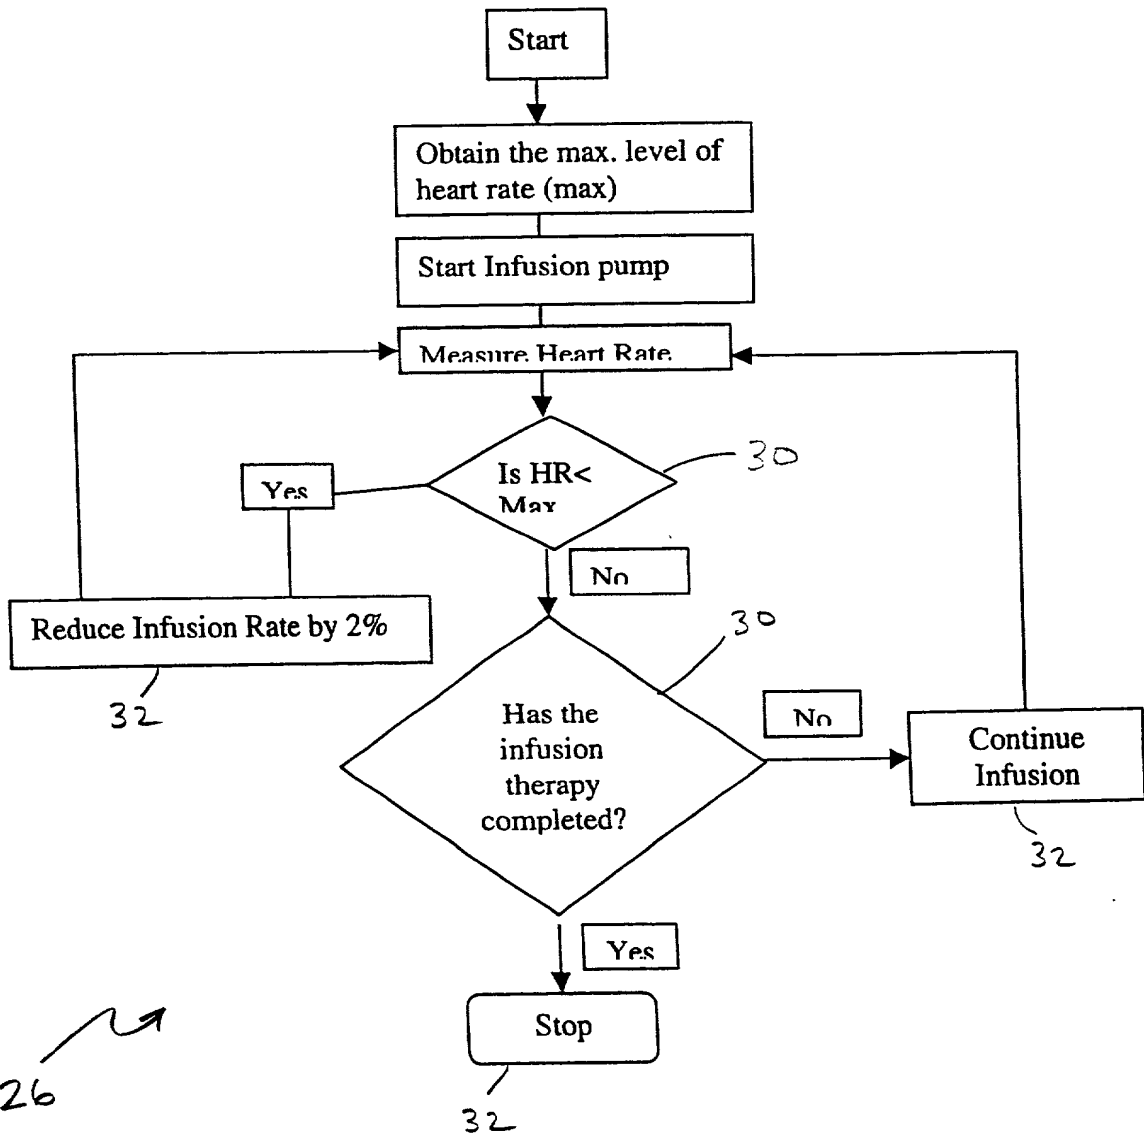 Start
Obtain the max. level of
heart rate (max)
Start Infusion pump
Measure Heart Rate
Is HR<
Max
30
Yes
No
Reduce Infusion Rate by 2%
32
30
Has the
infusion
therapy
completed?
No
Continue
Infusion
32
Yes
Stop
32
26